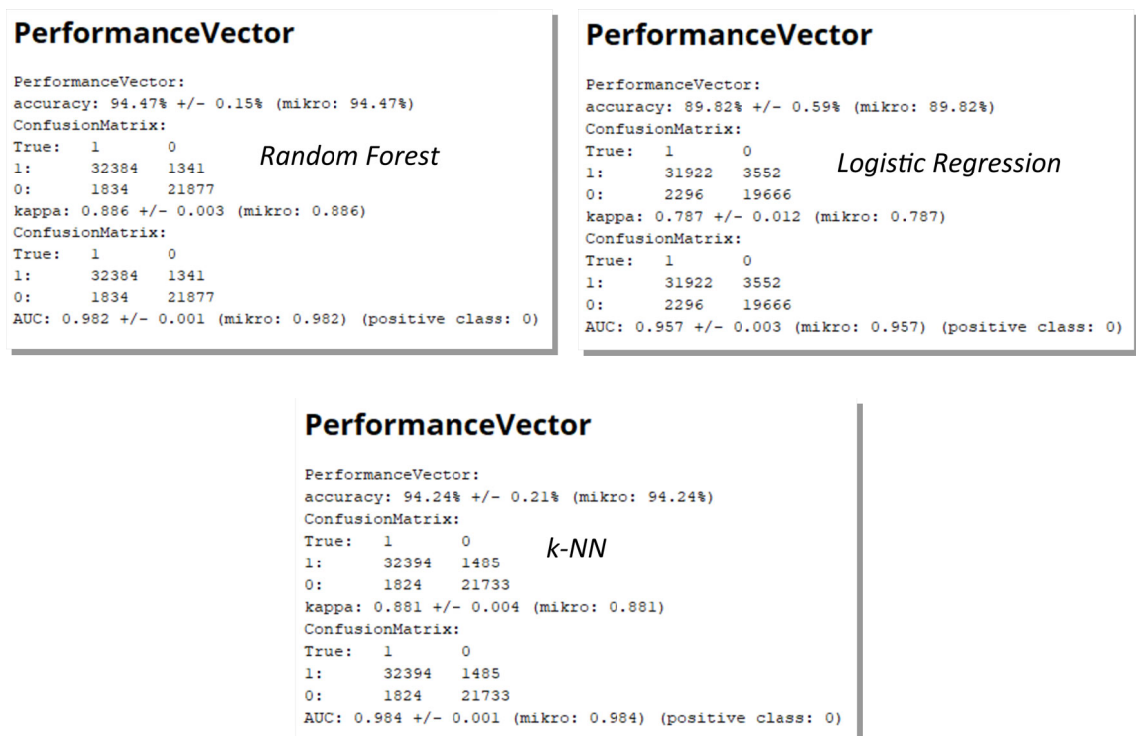 PerformanceVector
PerformanceVector:
accuracy: 94.47% +/- 0.15% (mikro: 94.47%)
ConfusionMatrix:
True: 1 0
Random Forest
1: 32384 1341
0: 1834 21877
kappa: 0.886 +/- 0.003 (mikro: 0.886)
ConfusionMatrix:
True: 1 0
1: 32384 1341
0: 1834 21877
AUC: 0.982 +/- 0.001 (mikro: 0.982) (positive class: 0)
PerformanceVector
PerformanceVector:
accuracy: 89.82% +/- 0.59% (mikro: 89.82%)
ConfusionMatrix:
True: 1 0
Logistic Regression
1: 31922 3552
0: 2296 19666
kappa: 0.787 +/- 0.012 (mikro: 0.787)
ConfusionMatrix:
True: 1 0
1: 31922 3552
0: 2296 19666
AUC: 0.957 +/- 0.003 (mikro: 0.957) (positive class: 0)
PerformanceVector
PerformanceVector:
accuracy: 94.24% +/- 0.21% (mikro: 94.24%)
ConfusionMatrix:
True: 1 0
k-NN
1: 32394 1485
0: 1824 21733
kappa: 0.881 +/- 0.004 (mikro: 0.881)
ConfusionMatrix:
True: 1 0
1: 32394 1485
0: 1824 21733
AUC: 0.984 +/- 0.001 (mikro: 0.984) (positive class: 0)